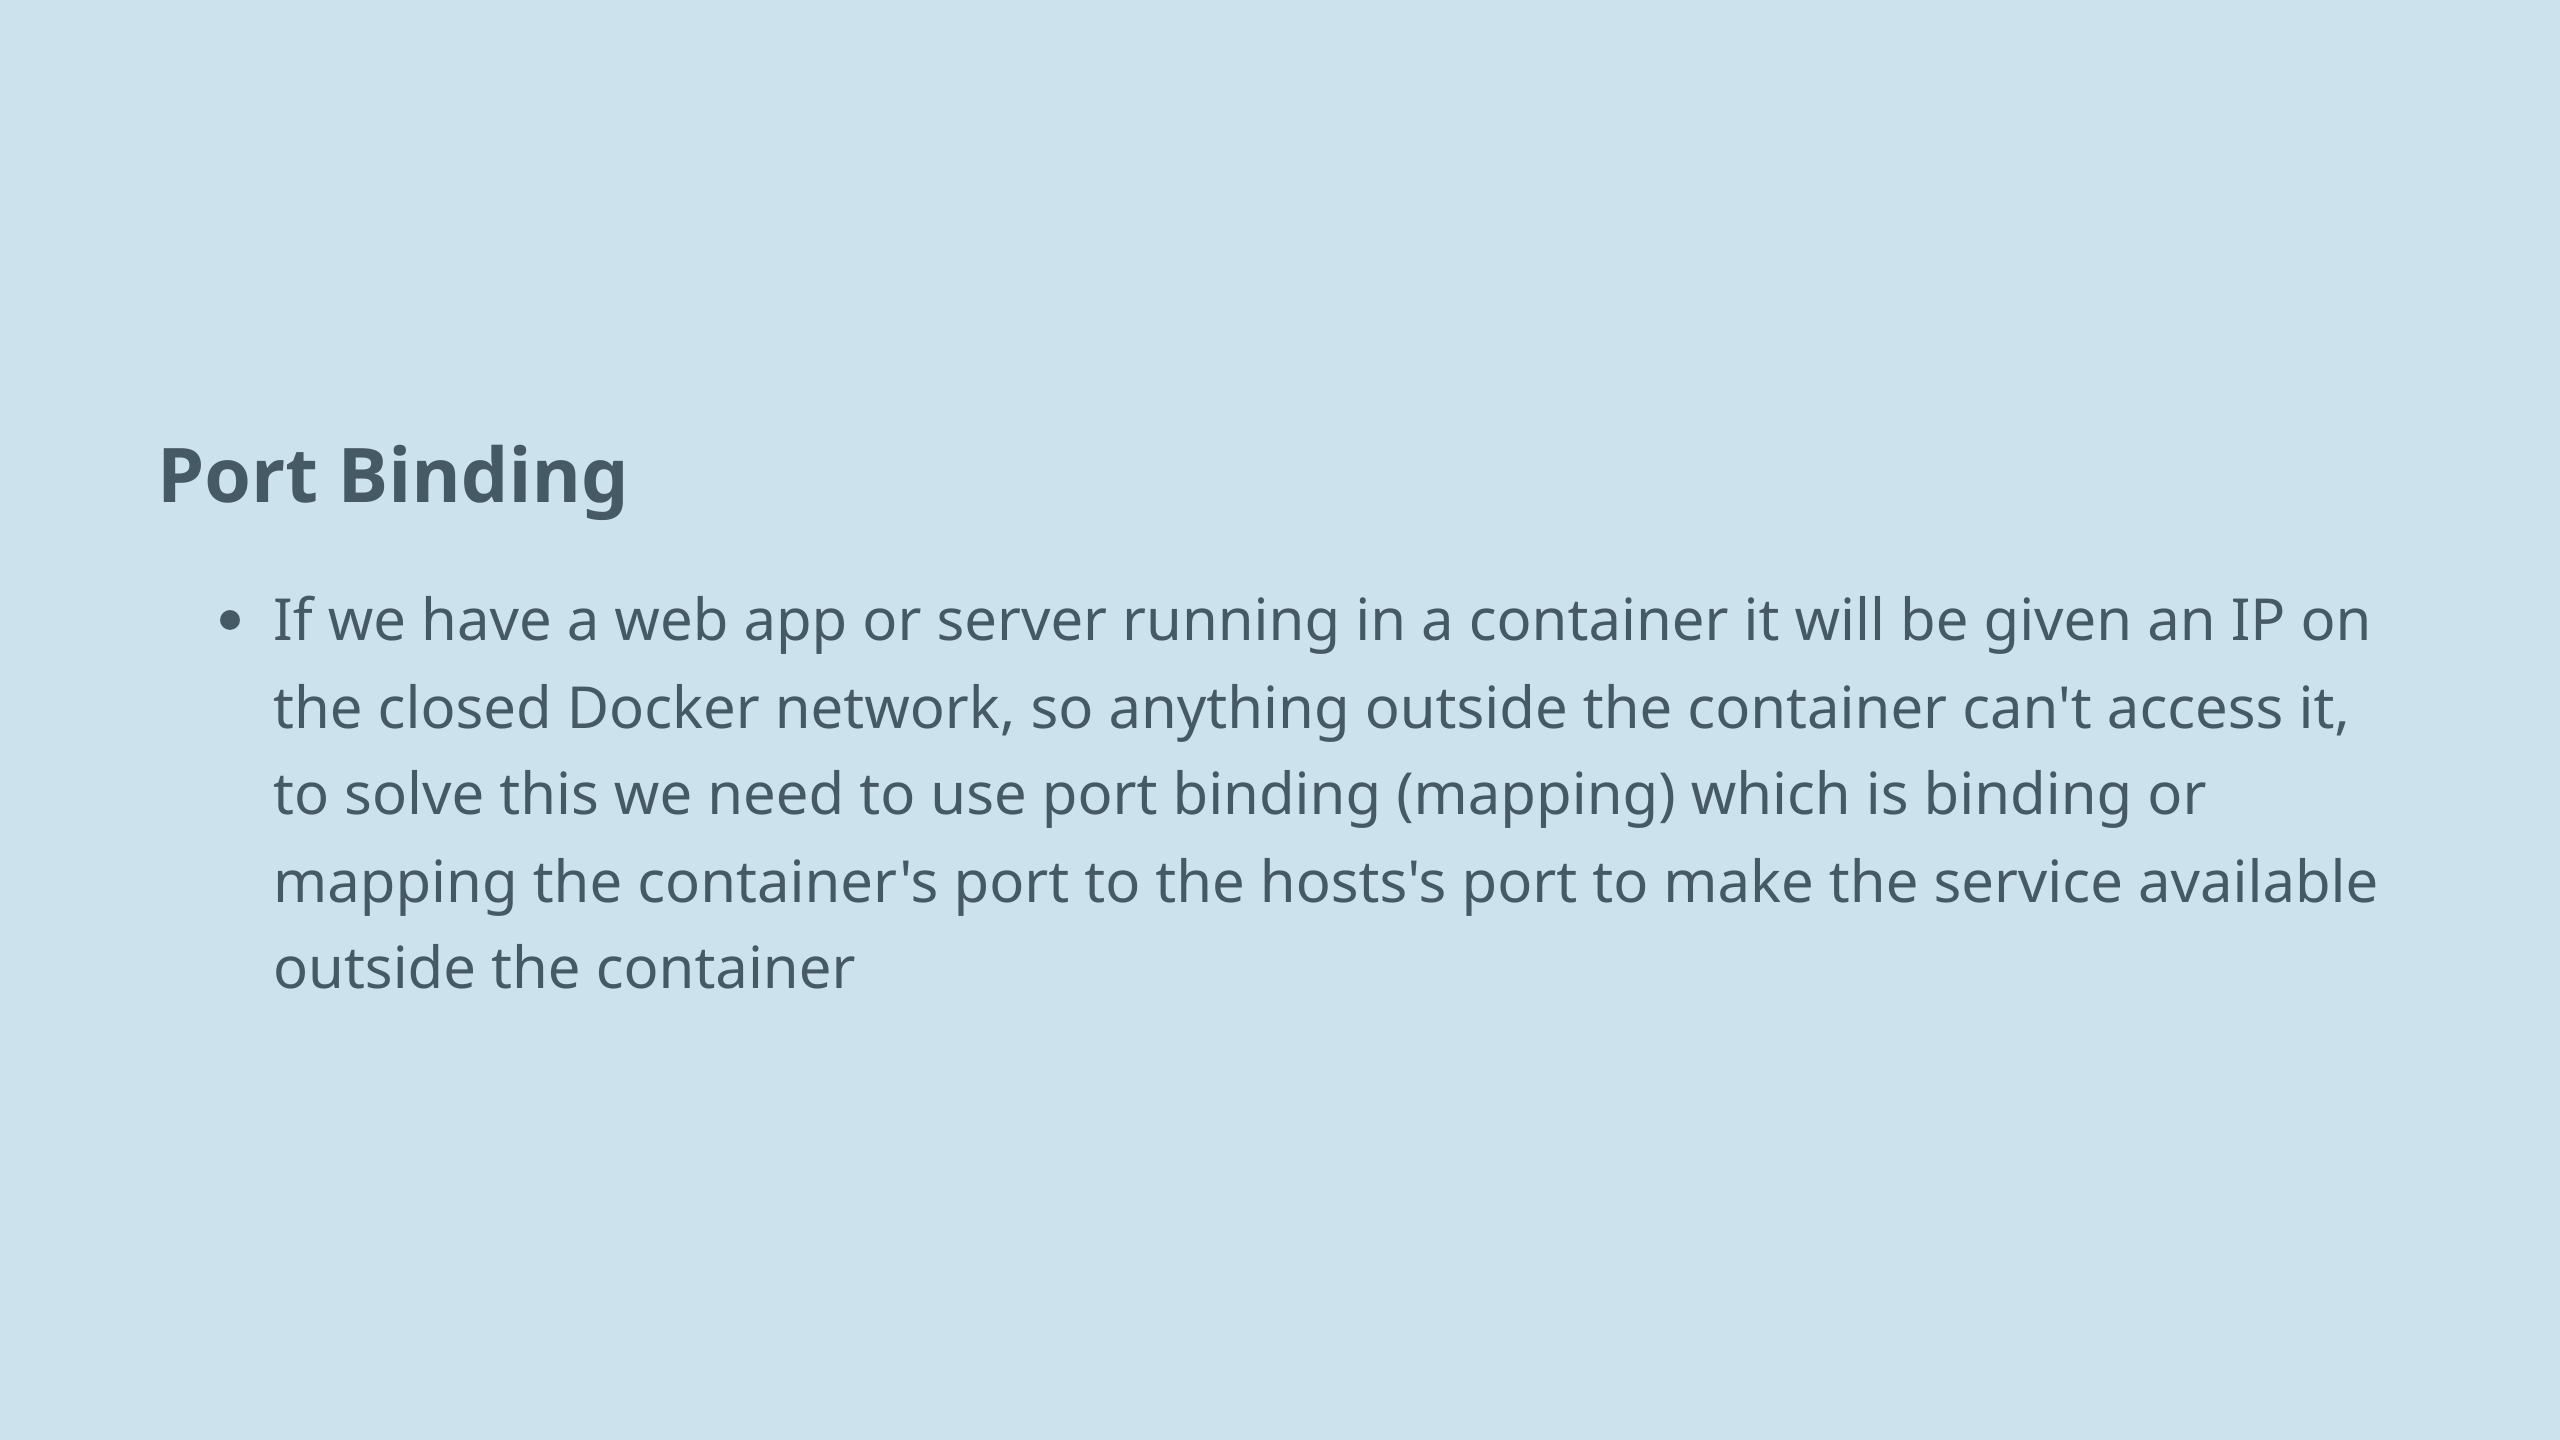 Port Binding
• If we have a web app or server running in a container it will be given an IP on
the closed Docker network, so anything outside the container can't access it,
to solve this we need to use port binding (mapping) which is binding or
mapping the container's port to the hosts's port to make the service available
outside the container